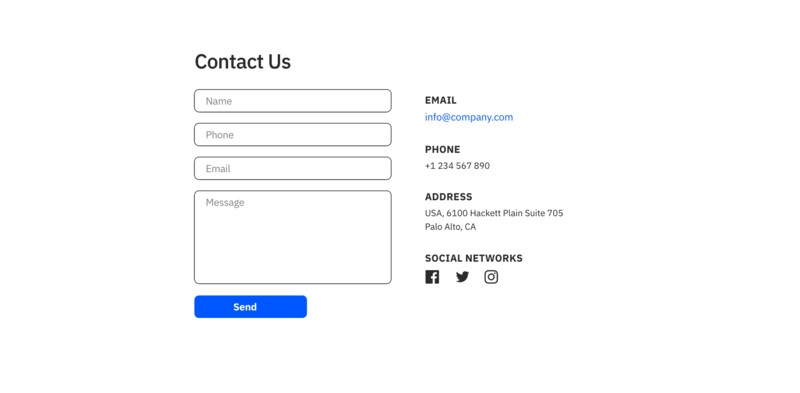 Contact Us
Name
Phone
Email
Message
Send
EMAIL
info@company.com
PHONE
+1 234 567 890
ADDRESS
USA, 6100 Hackett Plain Suite 705
Palo Alto, CA
SOCIAL NETWORKS